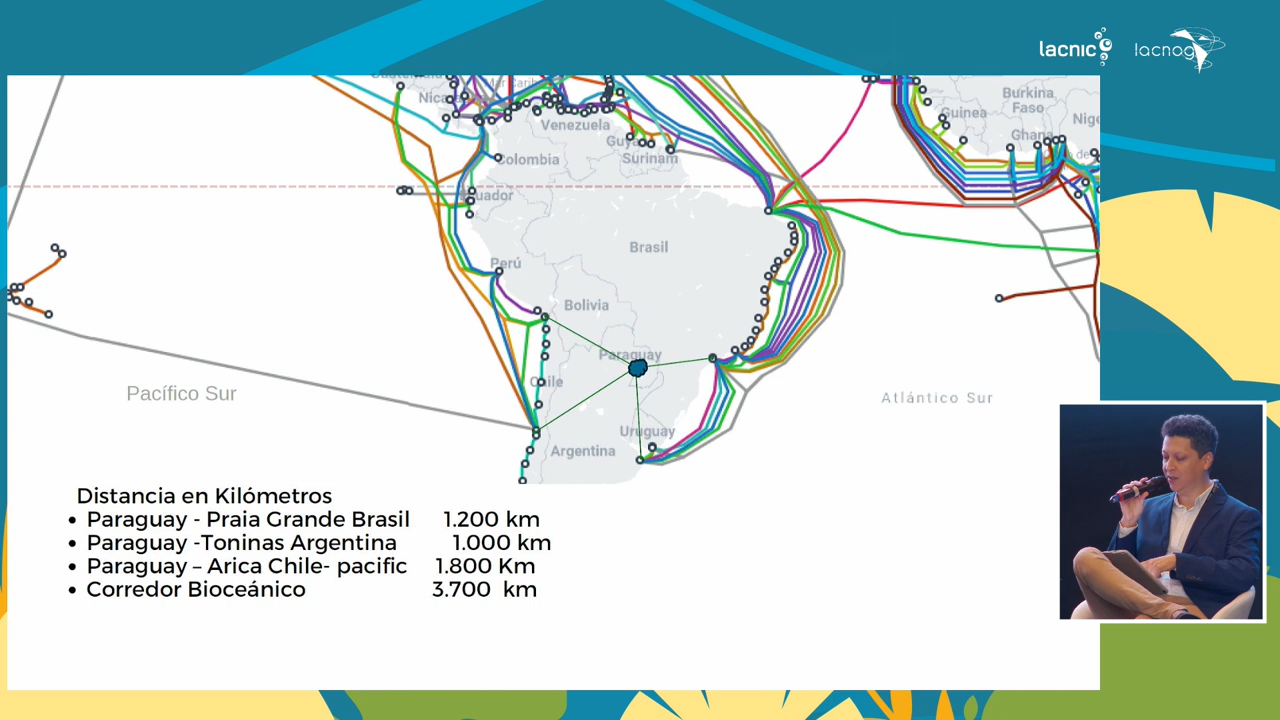 lacnic
lacnog
Venezuela
Surinam
Colombia
Burkina
Faso
Guinea
Ghana
Brasil
Perú
Bolivia
Paraguay
Chile
Pacífico Sur
Atlántico Sur
Uruguay
Argentina
Distancia en Kilómetros
• Paraguay - Praia Grande Brasil 1.200 km
• Paraguay -Toninas Argentina 1.000 km
• Paraguay – Arica Chile- pacific 1.800 Km
• Corredor Bioceánico 3.700 km